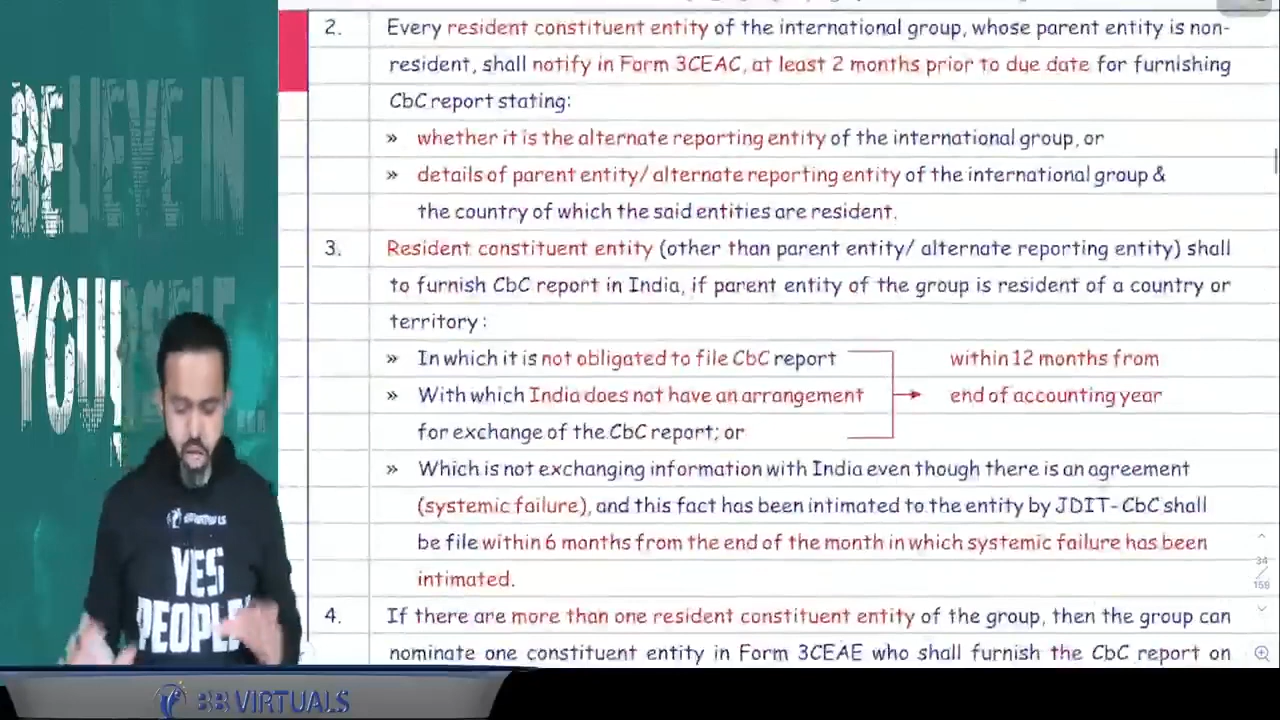 BELIEVE IN
YOURSELF
2. Every resident constituent entity of the international group, whose parent entity is non-
resident, shall notify in Form 3CEAC, at least 2 months prior to due date for furnishing
CbC report stating:
» whether it is the alternate reporting entity of the international group, or
» details of parent entity/ alternate reporting entity of the international group &
the country of which the said entities are resident.
3. Resident constituent entity (other than parent entity/ alternate reporting entity) shall
to furnish CbC report in India, if parent entity of the group is resident of a country or
territory :
» In which it is not obligated to file CbC report within 12 months from
» With which India does not have an arrangement end of accounting year
for exchange of the CbC report; or
» Which is not exchanging information with India even though there is an agreement
(systemic failure), and this fact has been intimated to the entity by JDIT-CbC shall
be file within 6 months from the end of the month in which systemic failure has been
intimated.
4. If there are more than one resident constituent entity of the group, then the group can
nominate one constituent entity in Form 3CEAE who shall furnish the CbC report on
34
159
YES
PEOPLE
BB VIRTUALS